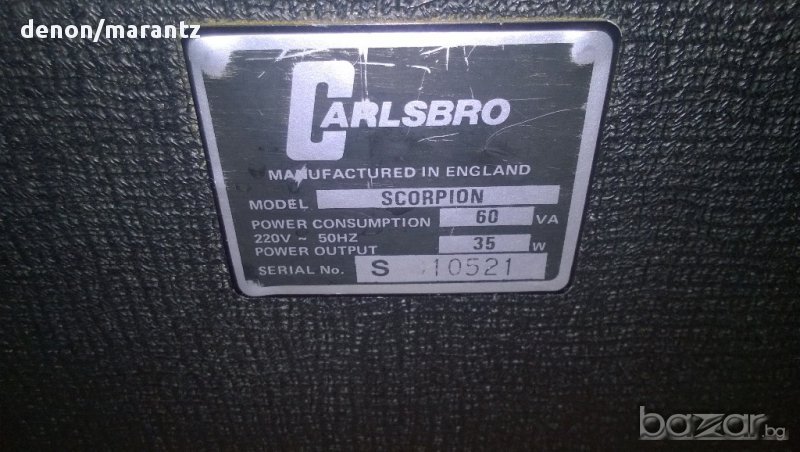 denon/marantz
CARLSBRO
MANUFACTURED IN ENGLAND
MODEL SCORPION
POWER CONSUMPTION 60 VA
220V ~ 50HZ
POWER OUTPUT 35 W
SERIAL No. S 10521
bazar.bg